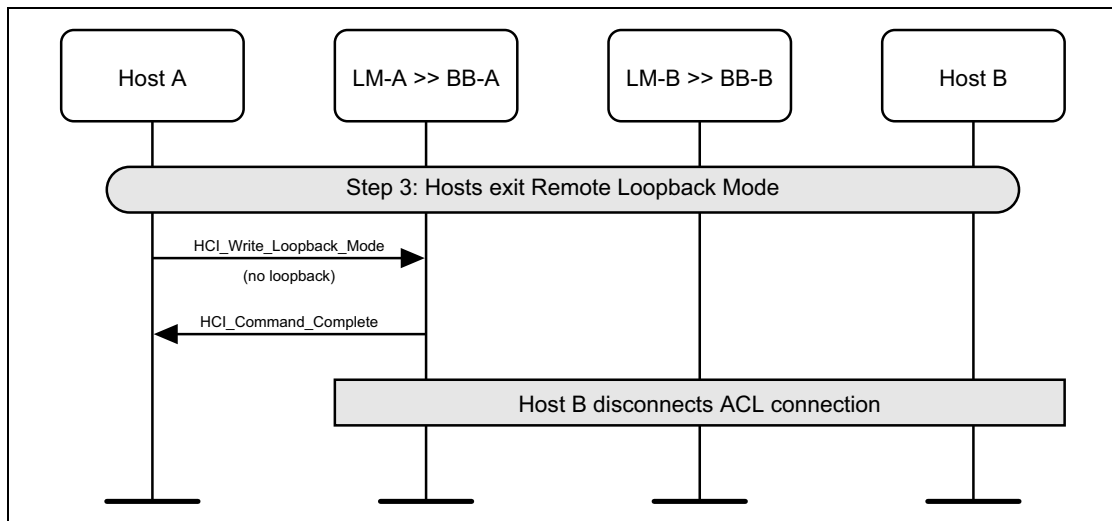 Host A
LM-A >> BB-A
LM-B >> BB-B
Host B
Step 3: Hosts exit Remote Loopback Mode
HCI_Write_Loopback_Mode
(no loopback)
HCI_Command_Complete
Host B disconnects ACL connection